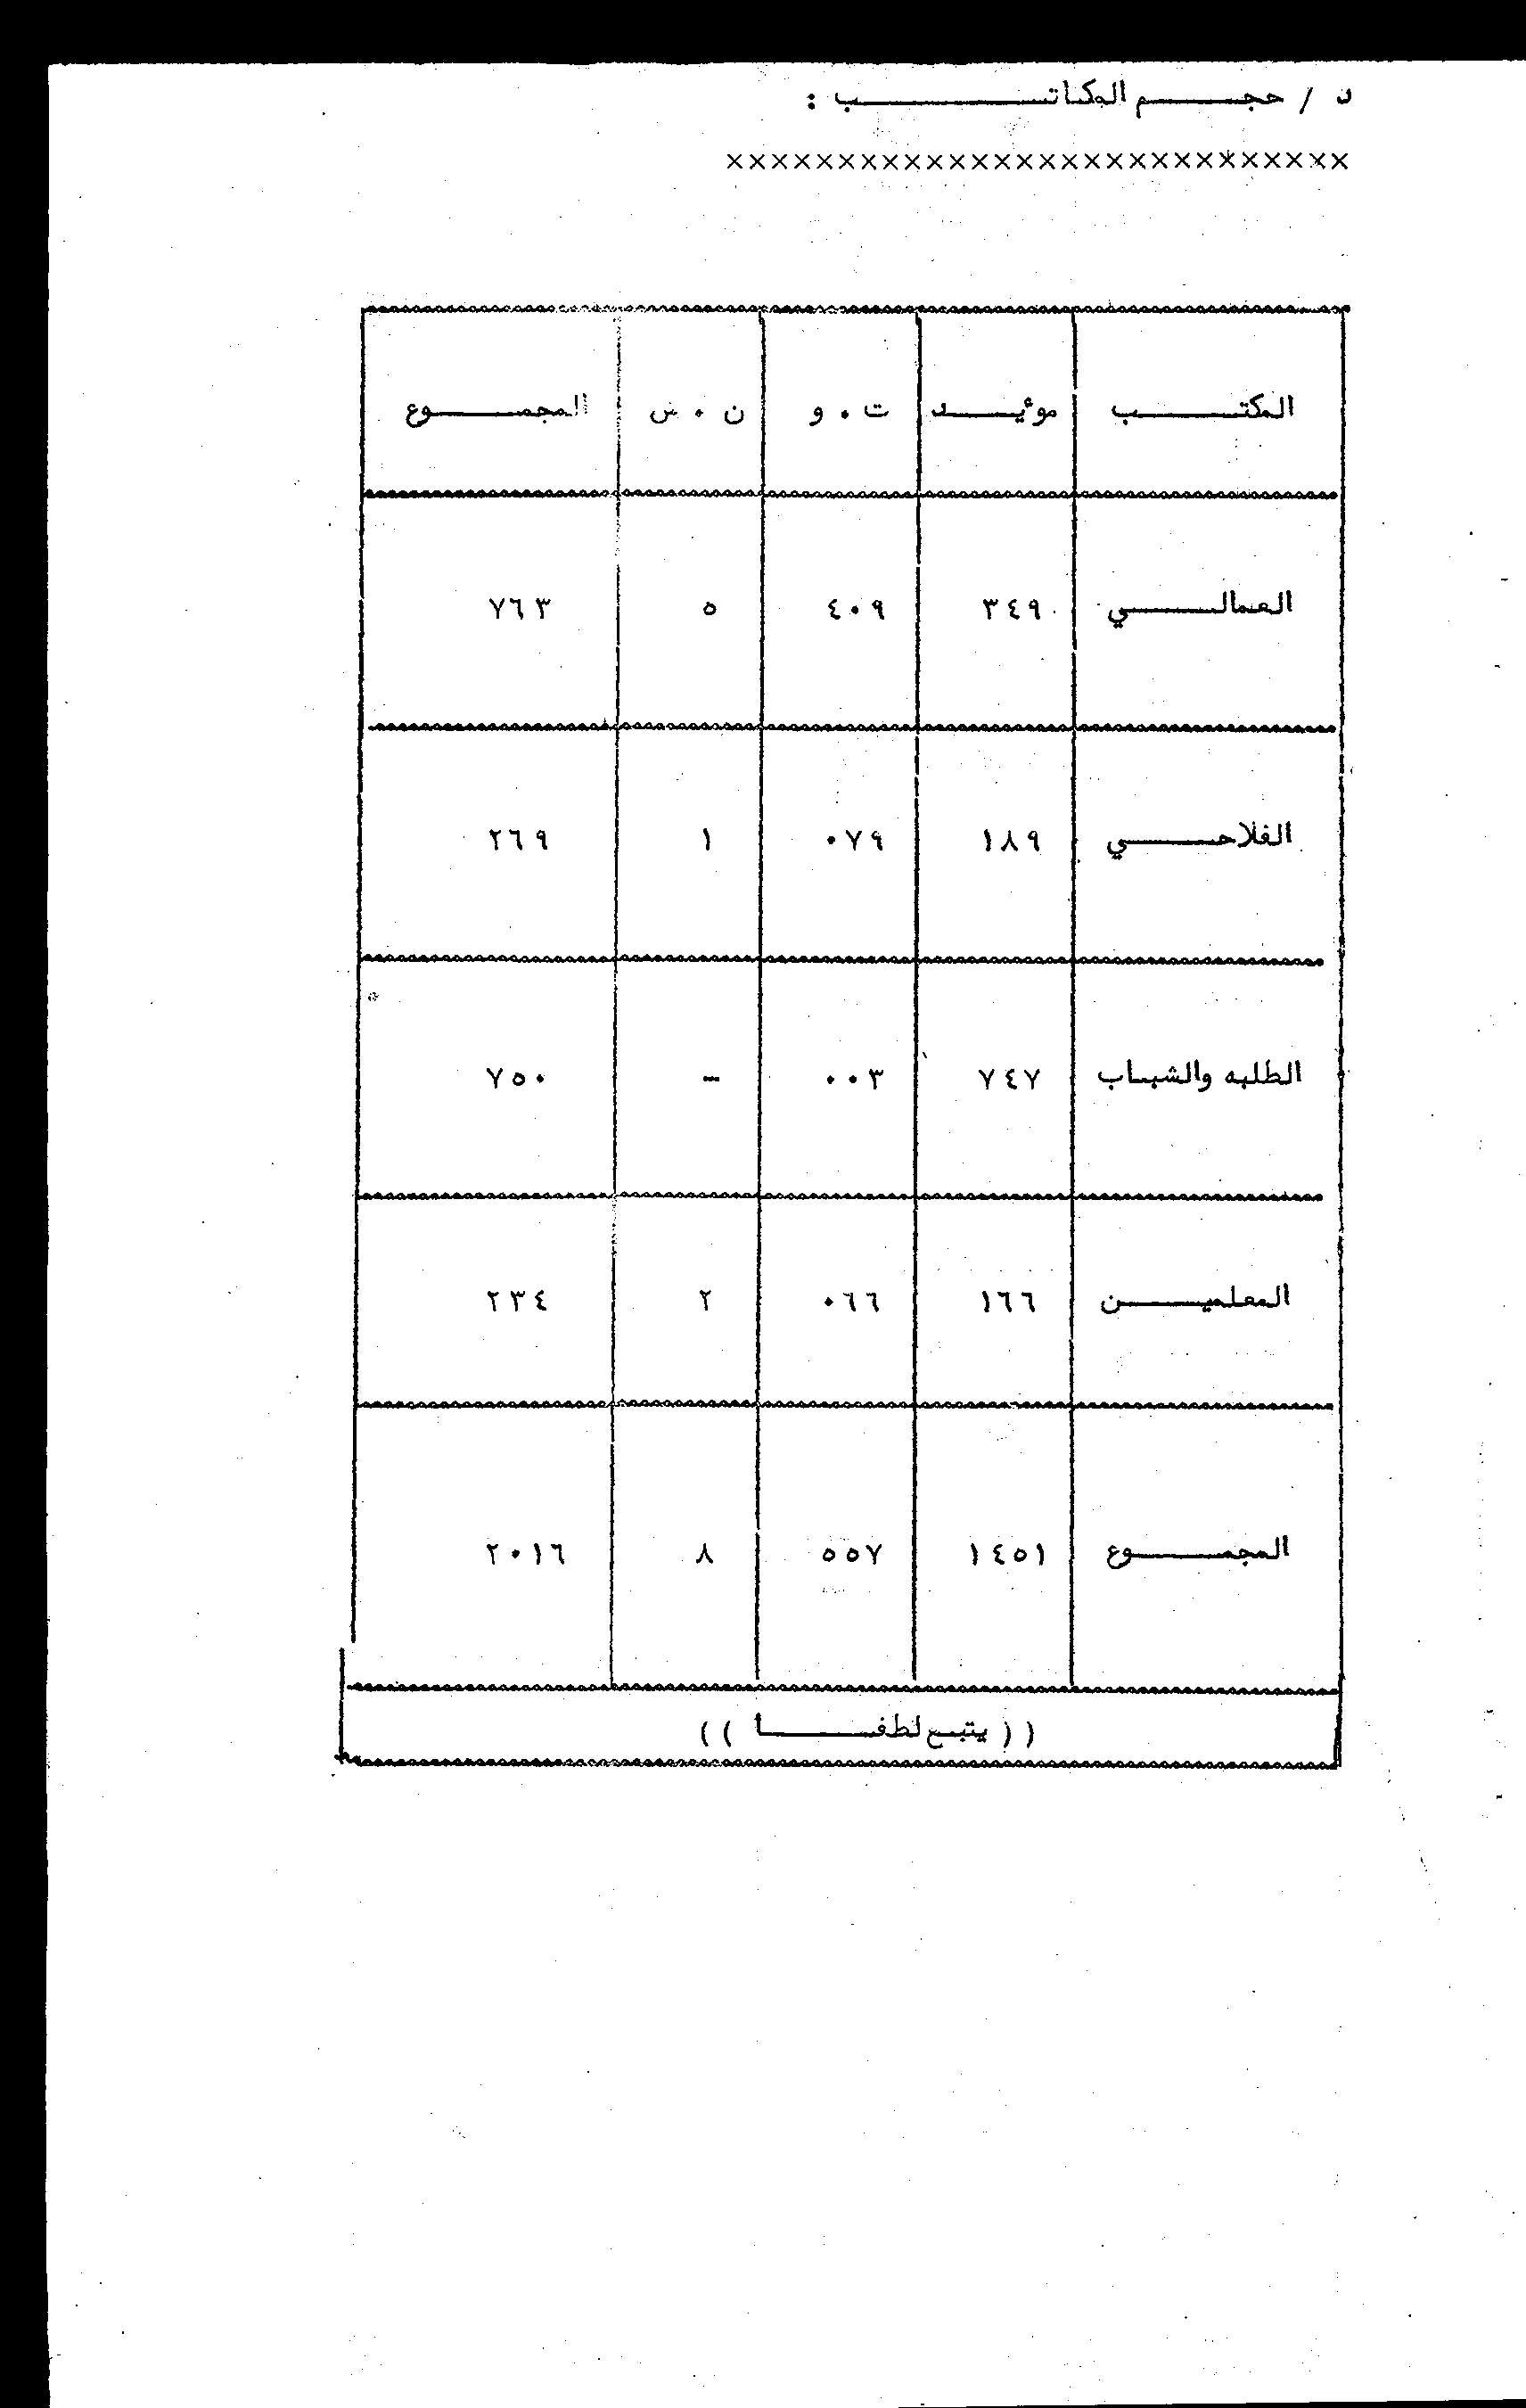 د / حجم المكاتب :
××××××××××××××××××××××××××××
المكتب موئيد ت . و ن . س المجموع
العمالي ٣٤٩ ٤٠٩ ٥ ٧٦٣
الفلاحي ١٨٩ ٠٧٩ ١ ٢٦٩
الطلبه والشباب ٧٤٧ ٠٠٣ - ٧٥٠
المعلمين ١٦٦ ٠٦٦ ٢ ٢٣٤
المجموع ١٤٥١ ٥٥٧ ٨ ٢٠١٦
(( يتبع لطفا ))